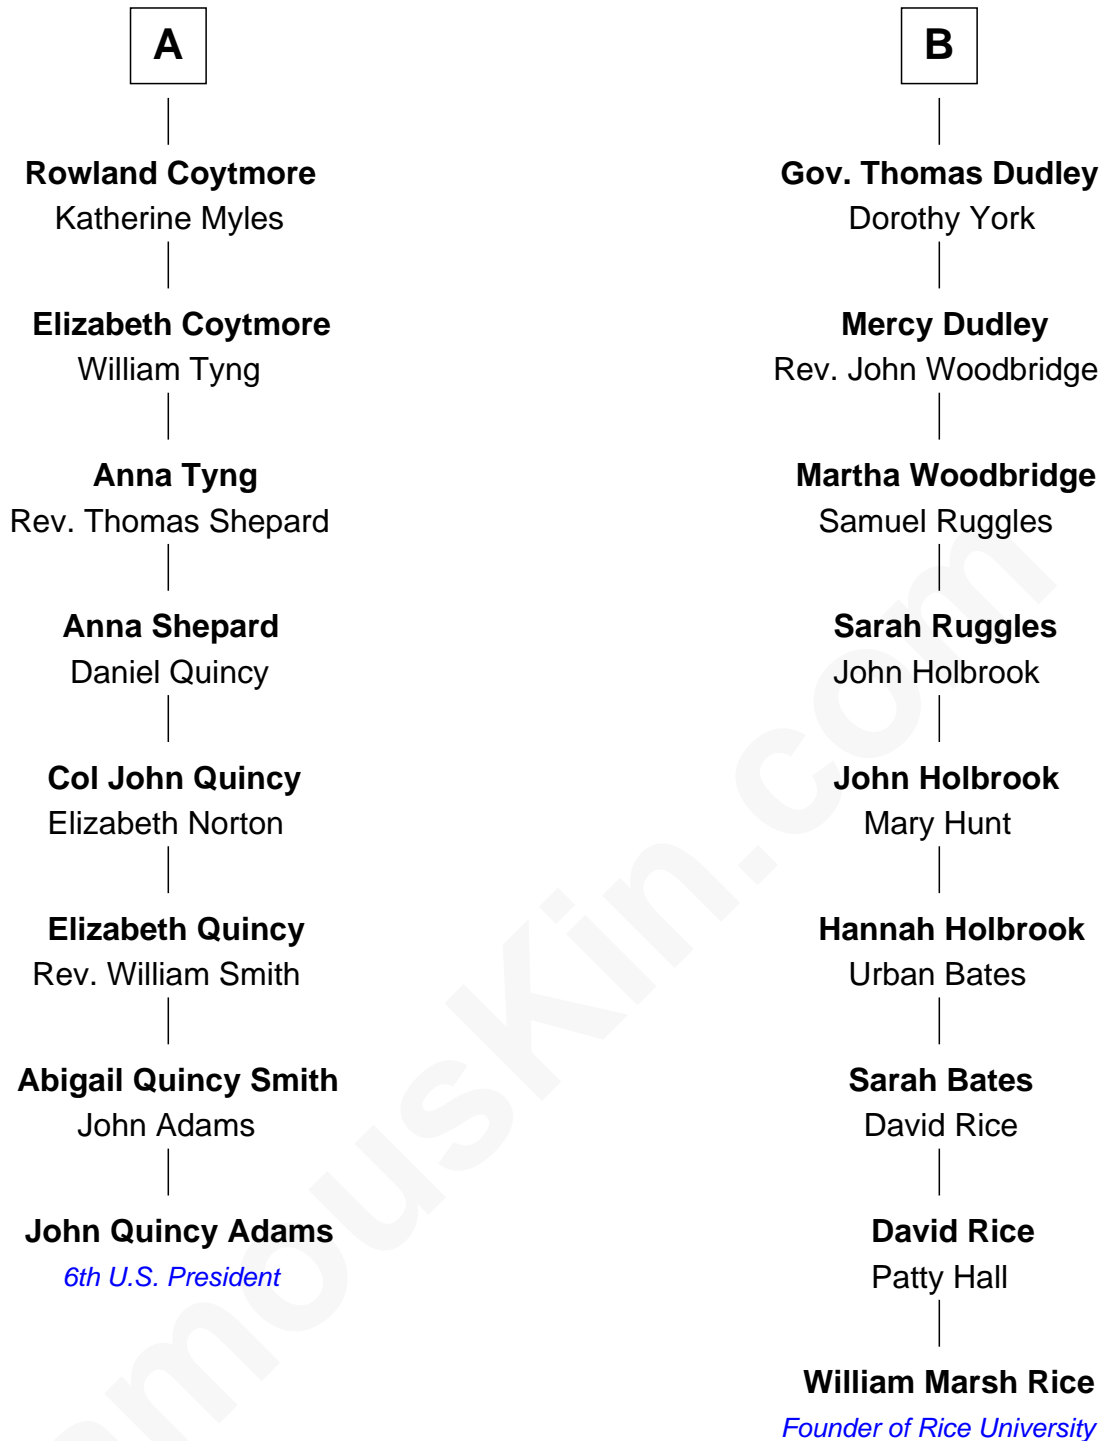 A
Rowland Coytmore
Katherine Myles
Elizabeth Coytmore
William Tyng
Anna Tyng
Rev. Thomas Shepard
Anna Shepard
Daniel Quincy
Col John Quincy
Elizabeth Norton
Elizabeth Quincy
Rev. William Smith
Abigail Quincy Smith
John Adams
John Quincy Adams
6th U.S. President
B
Gov. Thomas Dudley
Dorothy York
Mercy Dudley
Rev. John Woodbridge
Martha Woodbridge
Samuel Ruggles
Sarah Ruggles
John Holbrook
John Holbrook
Mary Hunt
Hannah Holbrook
Urban Bates
Sarah Bates
David Rice
David Rice
Patty Hall
William Marsh Rice
Founder of Rice University
amousKin.com